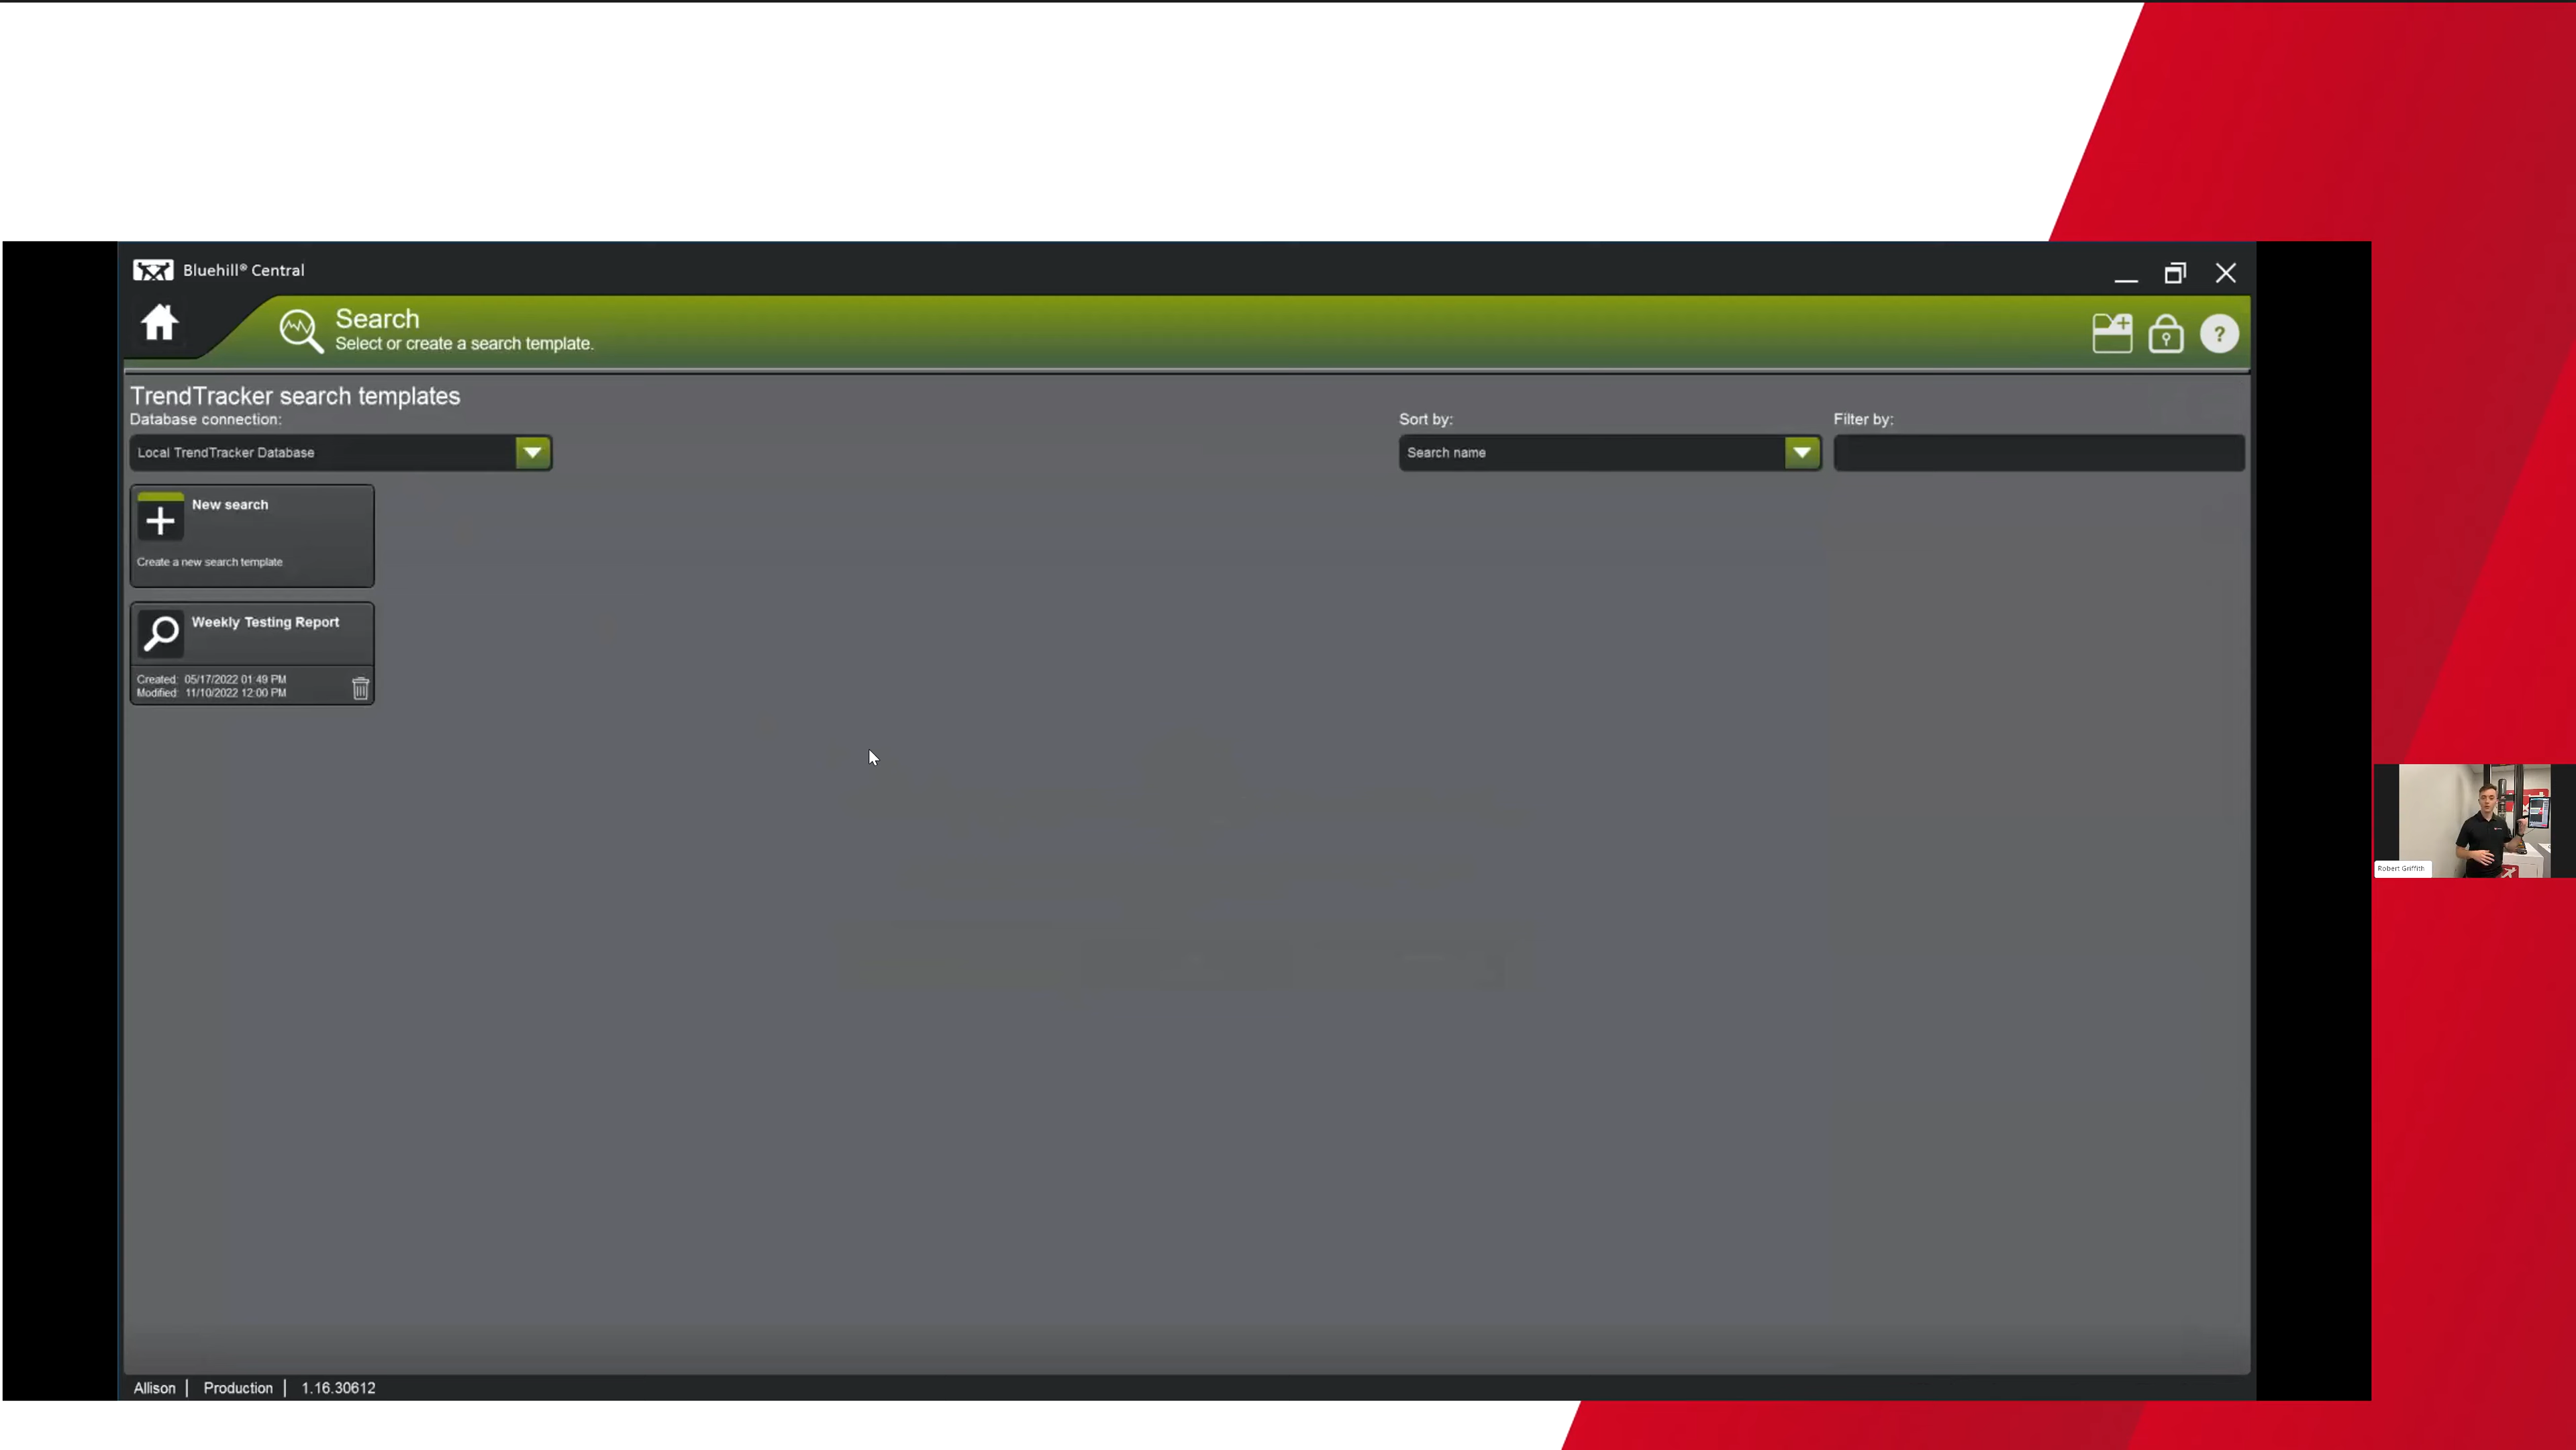 Bluehill® Central
Search
Select or create a search template.
?
TrendTracker search templates
Database connection:
Sort by:
Filter by:
Local TrendTracker Database
Search name
New search
Create a new search template
Weekly Testing Report
Created: 05/17/2022 01:49 PM
Modified: 11/10/2022 12:00 PM
Robert Griffith
Allison | Production | 1.16.30612